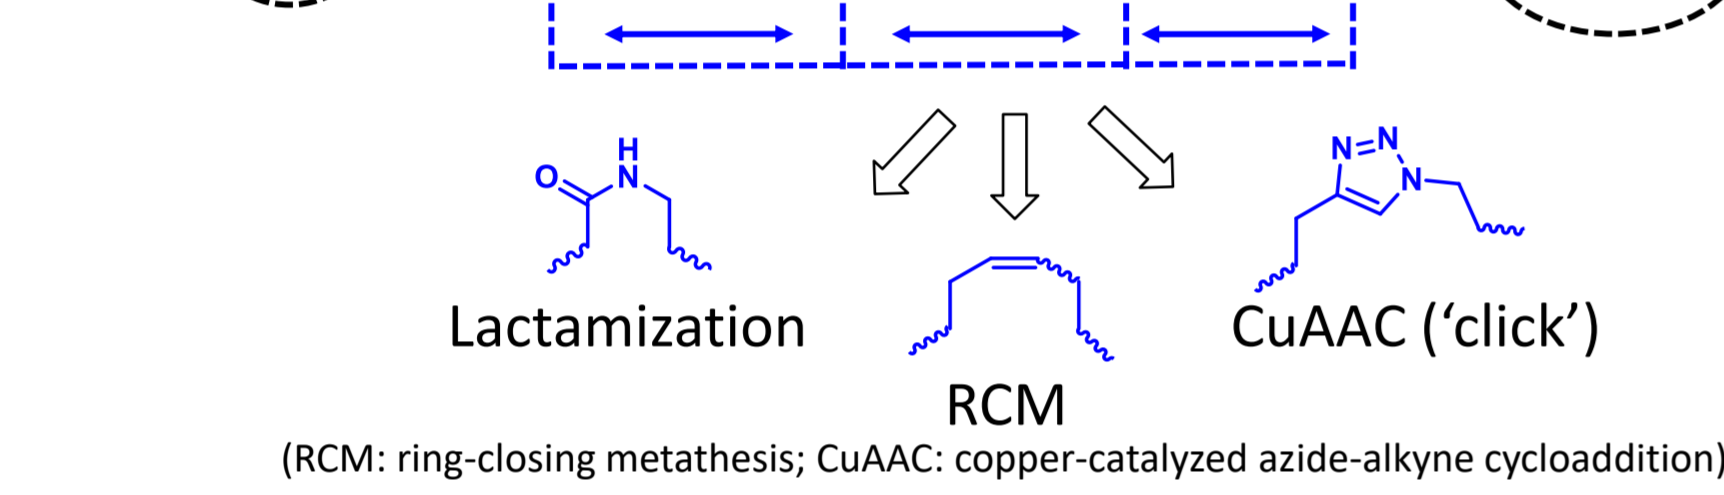 H
O
N
N=N
N
Lactamization
CuAAC (‘click’)
RCM
(RCM: ring-closing metathesis; CuAAC: copper-catalyzed azide-alkyne cycloaddition)